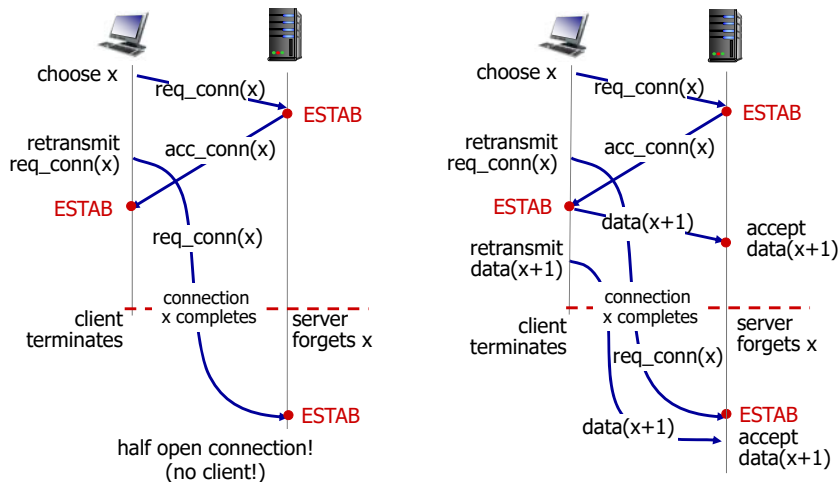 choose x
req_conn(x)
ESTAB
retransmit
req_conn(x)
acc_conn(x)
ESTAB
req_conn(x)
connection
x completes
client
terminates
server
forgets x
ESTAB
half open connection!
(no client!)
choose x
req_conn(x)
ESTAB
retransmit
req_conn(x)
acc_conn(x)
ESTAB
data(x+1)
accept
data(x+1)
retransmit
data(x+1)
connection
x completes
client
terminates
server
forgets x
req_conn(x)
ESTAB
data(x+1)
accept
data(x+1)